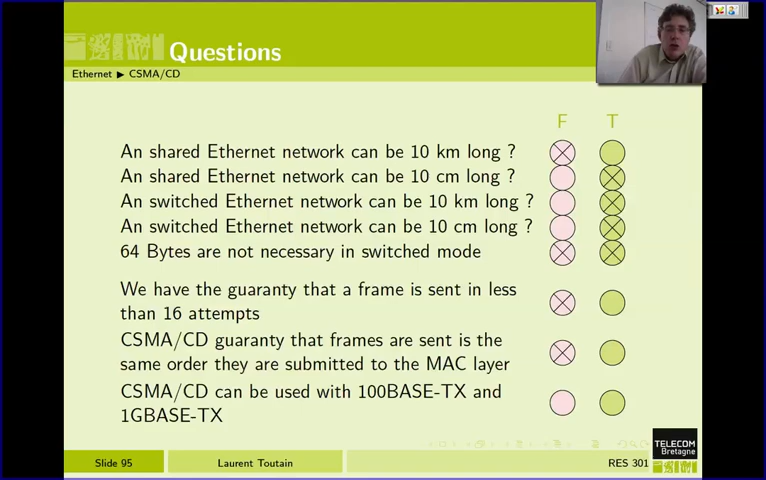 Questions
Ethernet ▶ CSMA/CD
F T
An shared Ethernet network can be 10 km long ?
An shared Ethernet network can be 10 cm long ?
An switched Ethernet network can be 10 km long ?
An switched Ethernet network can be 10 cm long ?
64 Bytes are not necessary in switched mode
We have the guaranty that a frame is sent in less
than 16 attempts
CSMA/CD guaranty that frames are sent is the
same order they are submitted to the MAC layer
CSMA/CD can be used with 100BASE-TX and
1GBASE-TX
TELECOM
Bretagne
Slide 95 Laurent Toutain RES 301